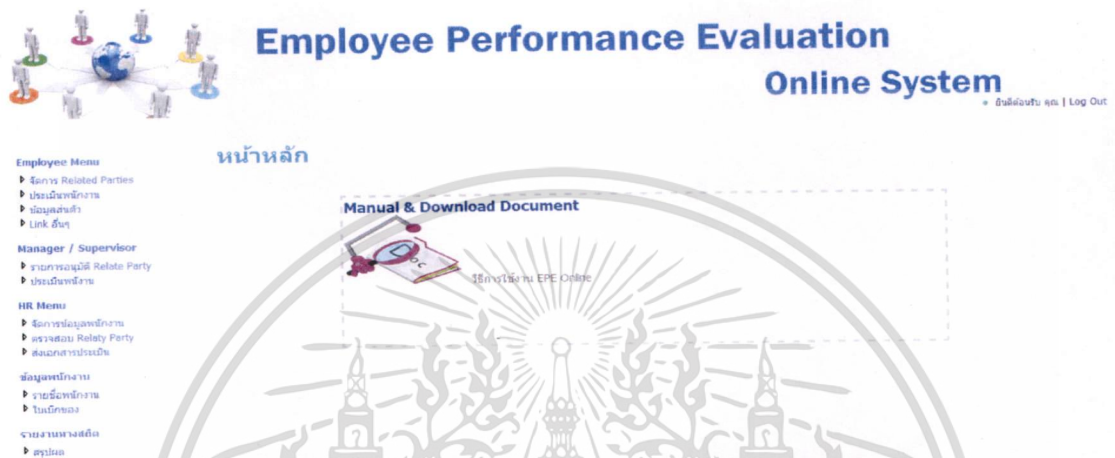 Employee Performance Evaluation
Online System
ยินดีต้อนรับ คุณ | Log Out
Employee Menu
จัดการ Related Parties
ประเมินพนักงาน
ข้อมูลส่วนตัว
Link อื่นๆ
Manager / Supervisor
รายการอนุมัติ Relate Party
ประเมินพนักงาน
HR Menu
จัดการข้อมูลพนักงาน
ตรวจสอบ Relaty Party
ส่งเอกสารประเมิน
ข้อมูลพนักงาน
รายชื่อพนักงาน
ใบเบิกของ
รายงานทางสถิติ
สรุปผล
หน้าหลัก
Manual & Download Document
DOC
วิธีการใช้งาน EPE Online